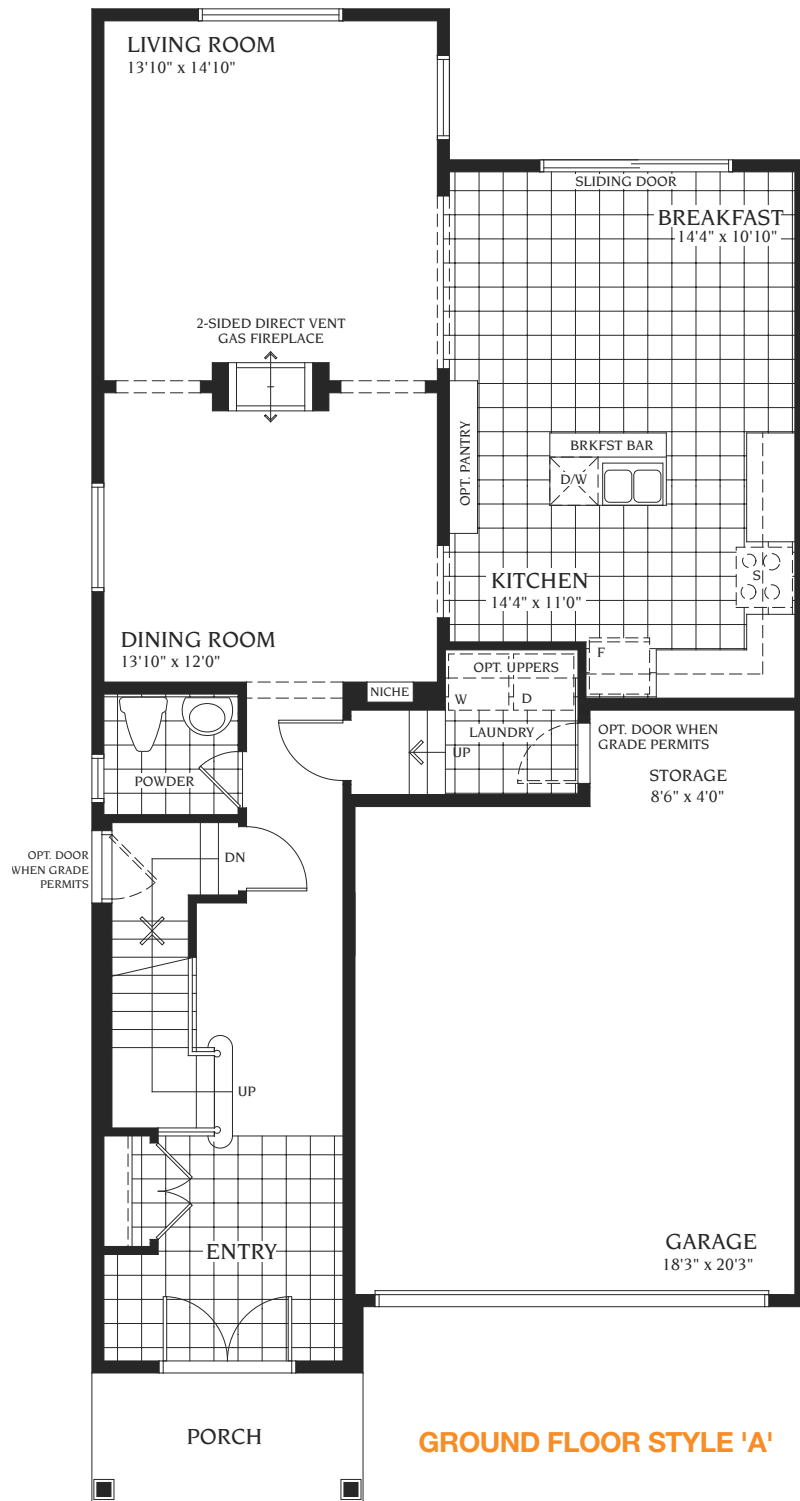 LIVING ROOM
13'10" x 14'10"
SLIDING DOOR
BREAKFAST
14'4" x 10'10"
2-SIDED DIRECT VENT
GAS FIREPLACE
OPT. PANTRY
BRKFST BAR
D/W
S
KITCHEN
14'4" x 11'0"
DINING ROOM
13'10" x 12'0"
F
OPT. UPPERS
NICHE
W
D
LAUNDRY
UP
OPT. DOOR WHEN
GRADE PERMITS
STORAGE
8'6" x 4'0"
POWDER
OPT. DOOR
WHEN GRADE
PERMITS
DN
UP
ENTRY
GARAGE
18'3" x 20'3"
PORCH
GROUND FLOOR STYLE 'A'